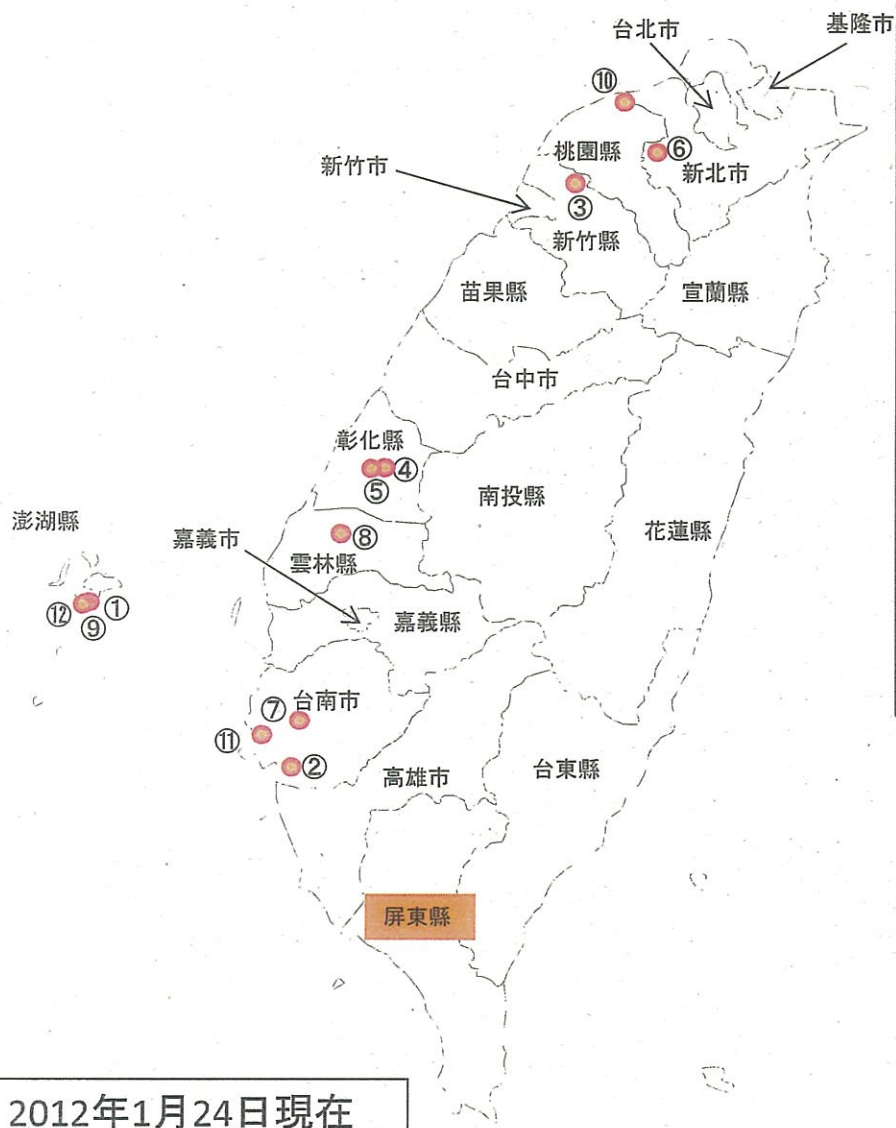 台北市
基隆市
⑩
桃園縣
⑥
新竹市
新北市
③
新竹縣
苗果縣
宣蘭縣
台中市
彰化縣
④
⑤
南投縣
澎湖縣
嘉義市
⑧
花蓮縣
雲林縣
⑫
①
⑨
嘉義縣
⑦
台南市
⑪
②
高雄市
台東縣
屏東縣
2012年1月24日現在